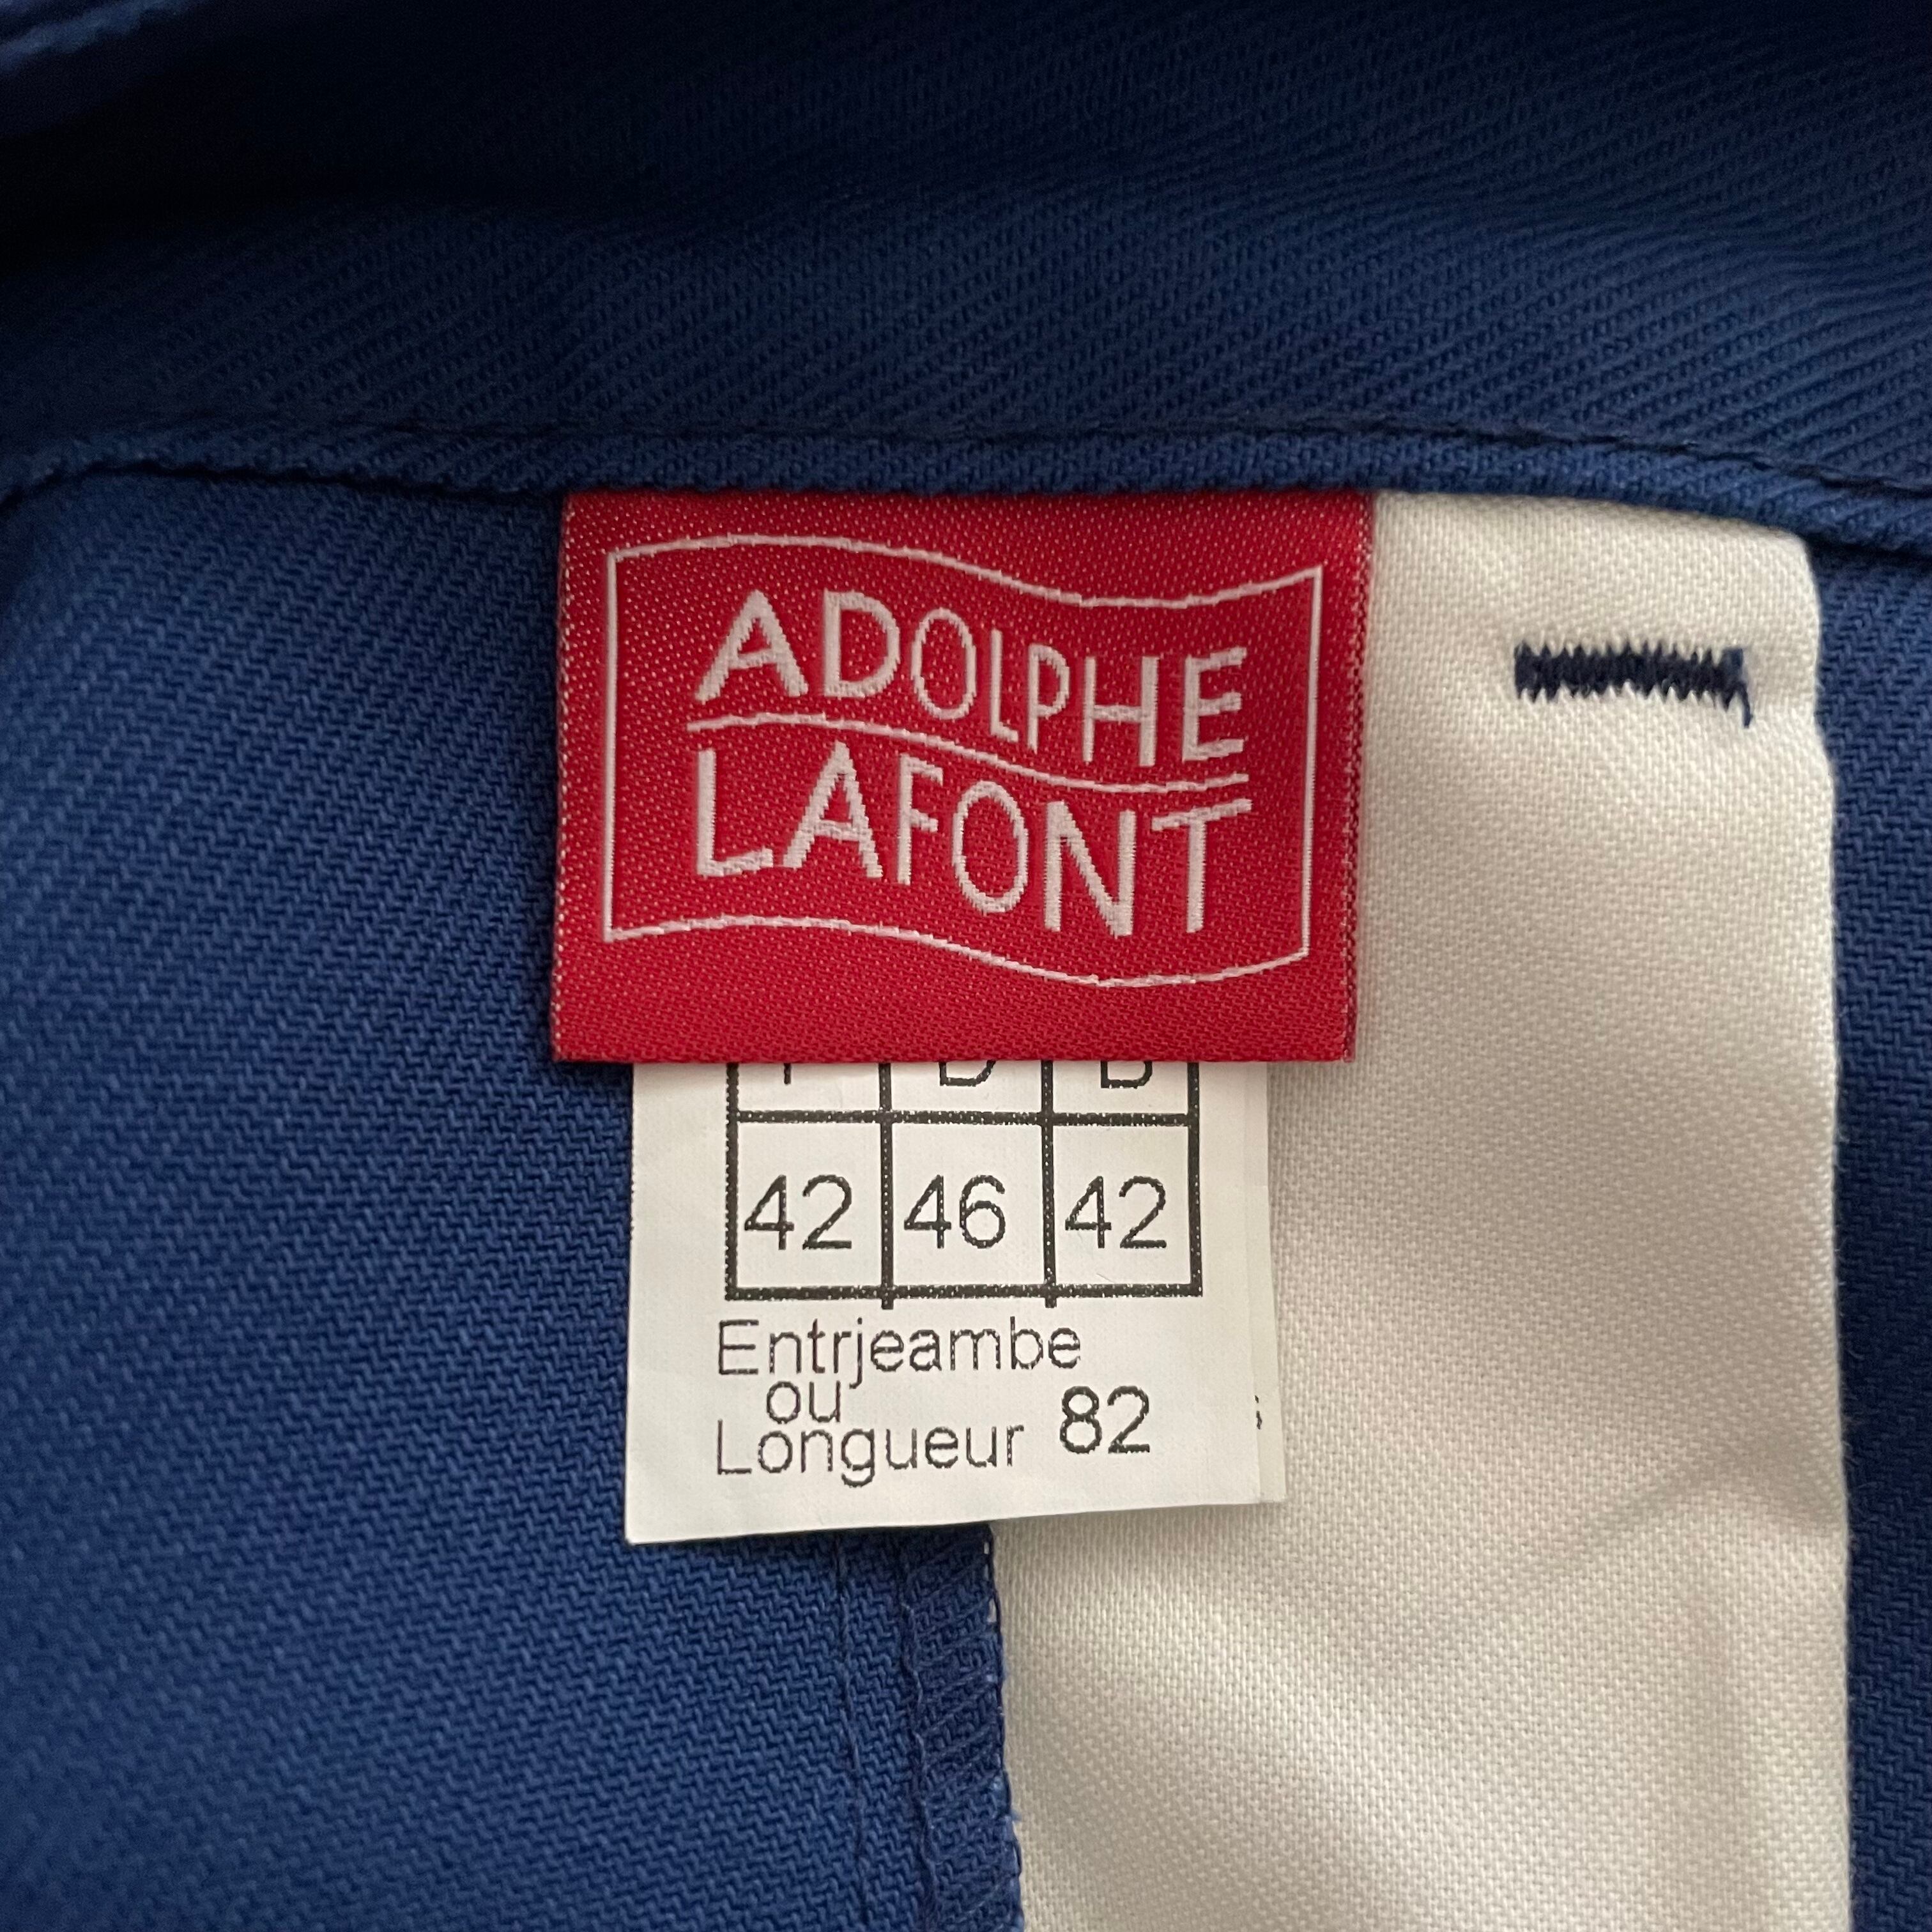 ADOLPHE
LAFONT
42 46 42
Entrjeambe
ou
Longueur 82